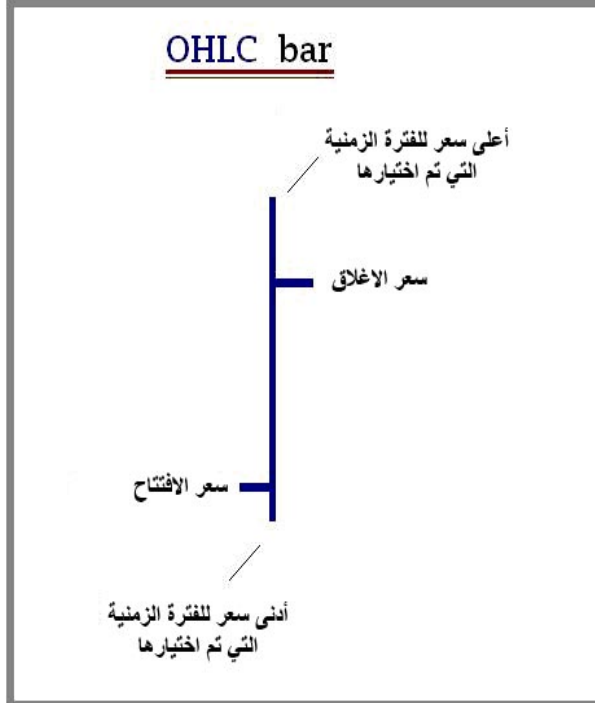 OHLC bar
أعلى سعر للفترة الزمنية
التي تم اختيارها
سعر الاغلاق
سعر الافتتاح
أدنى سعر للفترة الزمنية
التي تم اختيارها